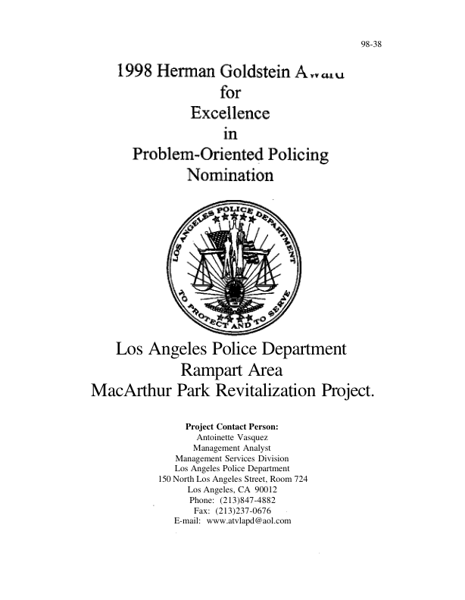 98-38
1998 Herman Goldstein Award
for
Excellence
in
Problem-Oriented Policing
Nomination
LOS ANGELES POLICE DEPARTMENT
TO PROTECT AND TO SERVE
Los Angeles Police Department
Rampart Area
MacArthur Park Revitalization Project.
Project Contact Person:
Antoinette Vasquez
Management Analyst
Management Services Division
Los Angeles Police Department
150 North Los Angeles Street, Room 724
Los Angeles, CA 90012
Phone: (213)847-4882
Fax: (213)237-0676
E-mail: www.atvlapd@aol.com